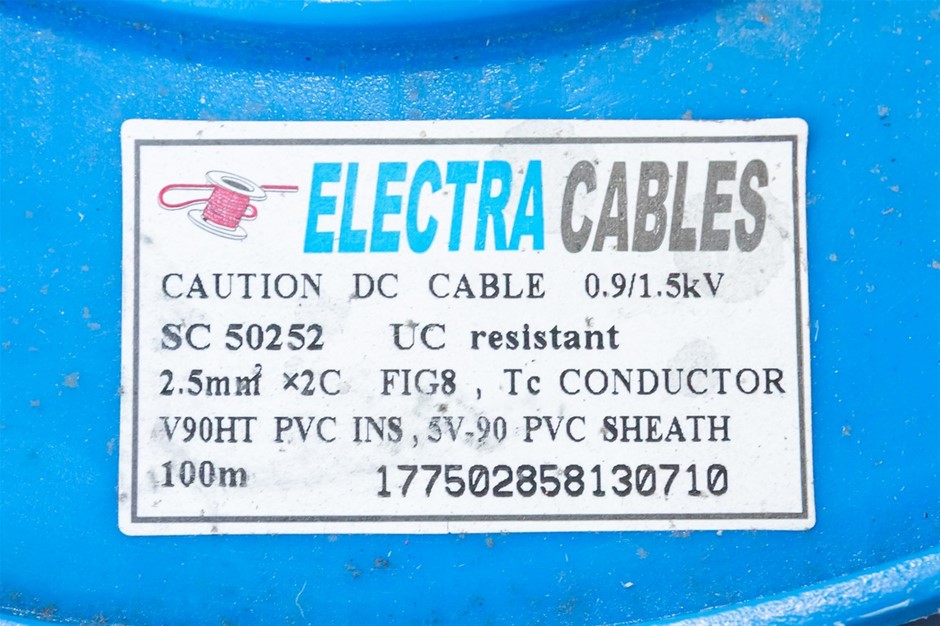 ELECTRA CABLES
CAUTION DC CABLE 0.9/1.5kV
SC 50252 UC resistant
2.5mm² ×2C FIG8 , Tc CONDUCTOR
V90HT PVC INS , 5V-90 PVC SHEATH
100m 177502858130710